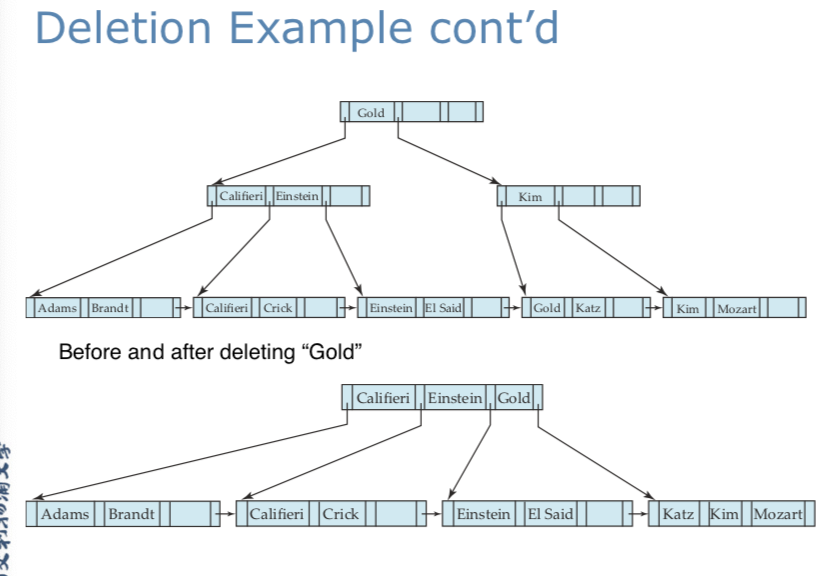 Deletion Example cont’d
Gold
Califieri Einstein
Kim
Adams Brandt
Califieri Crick
Einstein El Said
Gold Katz
Kim Mozart
Before and after deleting “Gold”
Califieri Einstein Gold
Adams Brandt
Califieri Crick
Einstein El Said
Katz Kim Mozart